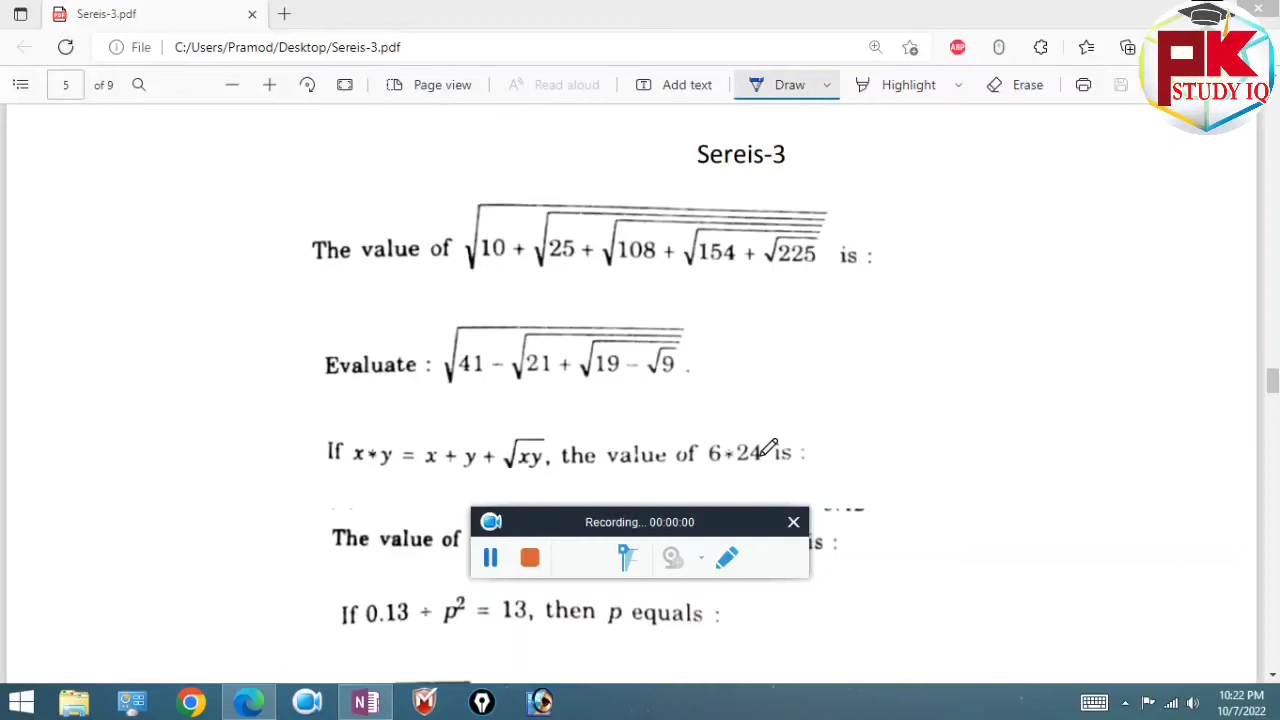 Sereis-3.pdf
PK
STUDY IQ
File C:/Users/Pramod/Desktop/Sereis-3.pdf ABP
5 of 9 Page view Read aloud Add text Draw Highlight Erase
Sereis-3
The value of √10 + √25 + √108 + √154 + √225 is :
Evaluate : √41 − √21 + √19 − √9 .
If x*y = x + y + √xy, the value of 6*24 is :
Recording... 00:00:00
The value of is :
If 0.13 ÷ p² = 13, then p equals :
10:22 PM
10/7/2022